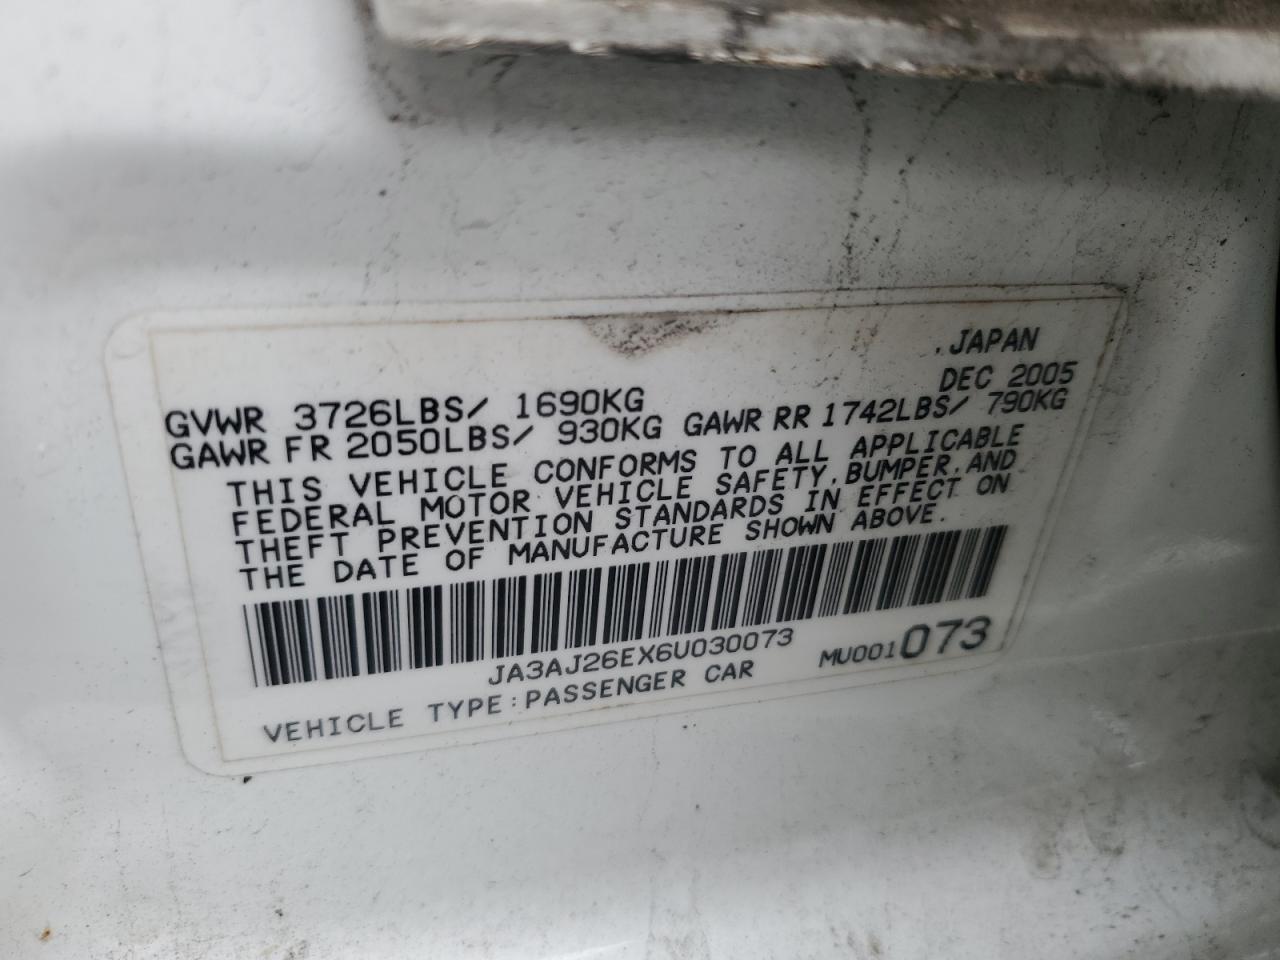 .JAPAN
DEC 2005
GVWR 3726LBS/ 1690KG
GAWR FR 2050LBS/ 930KG GAWR RR 1742LBS/ 790KG
THIS VEHICLE CONFORMS TO ALL APPLICABLE
FEDERAL MOTOR VEHICLE SAFETY, BUMPER, AND
THEFT PREVENTION STANDARDS IN EFFECT ON
THE DATE OF MANUFACTURE SHOWN ABOVE.
JA3AJ26EX6U030073
VEHICLE TYPE:PASSENGER CAR MU001073